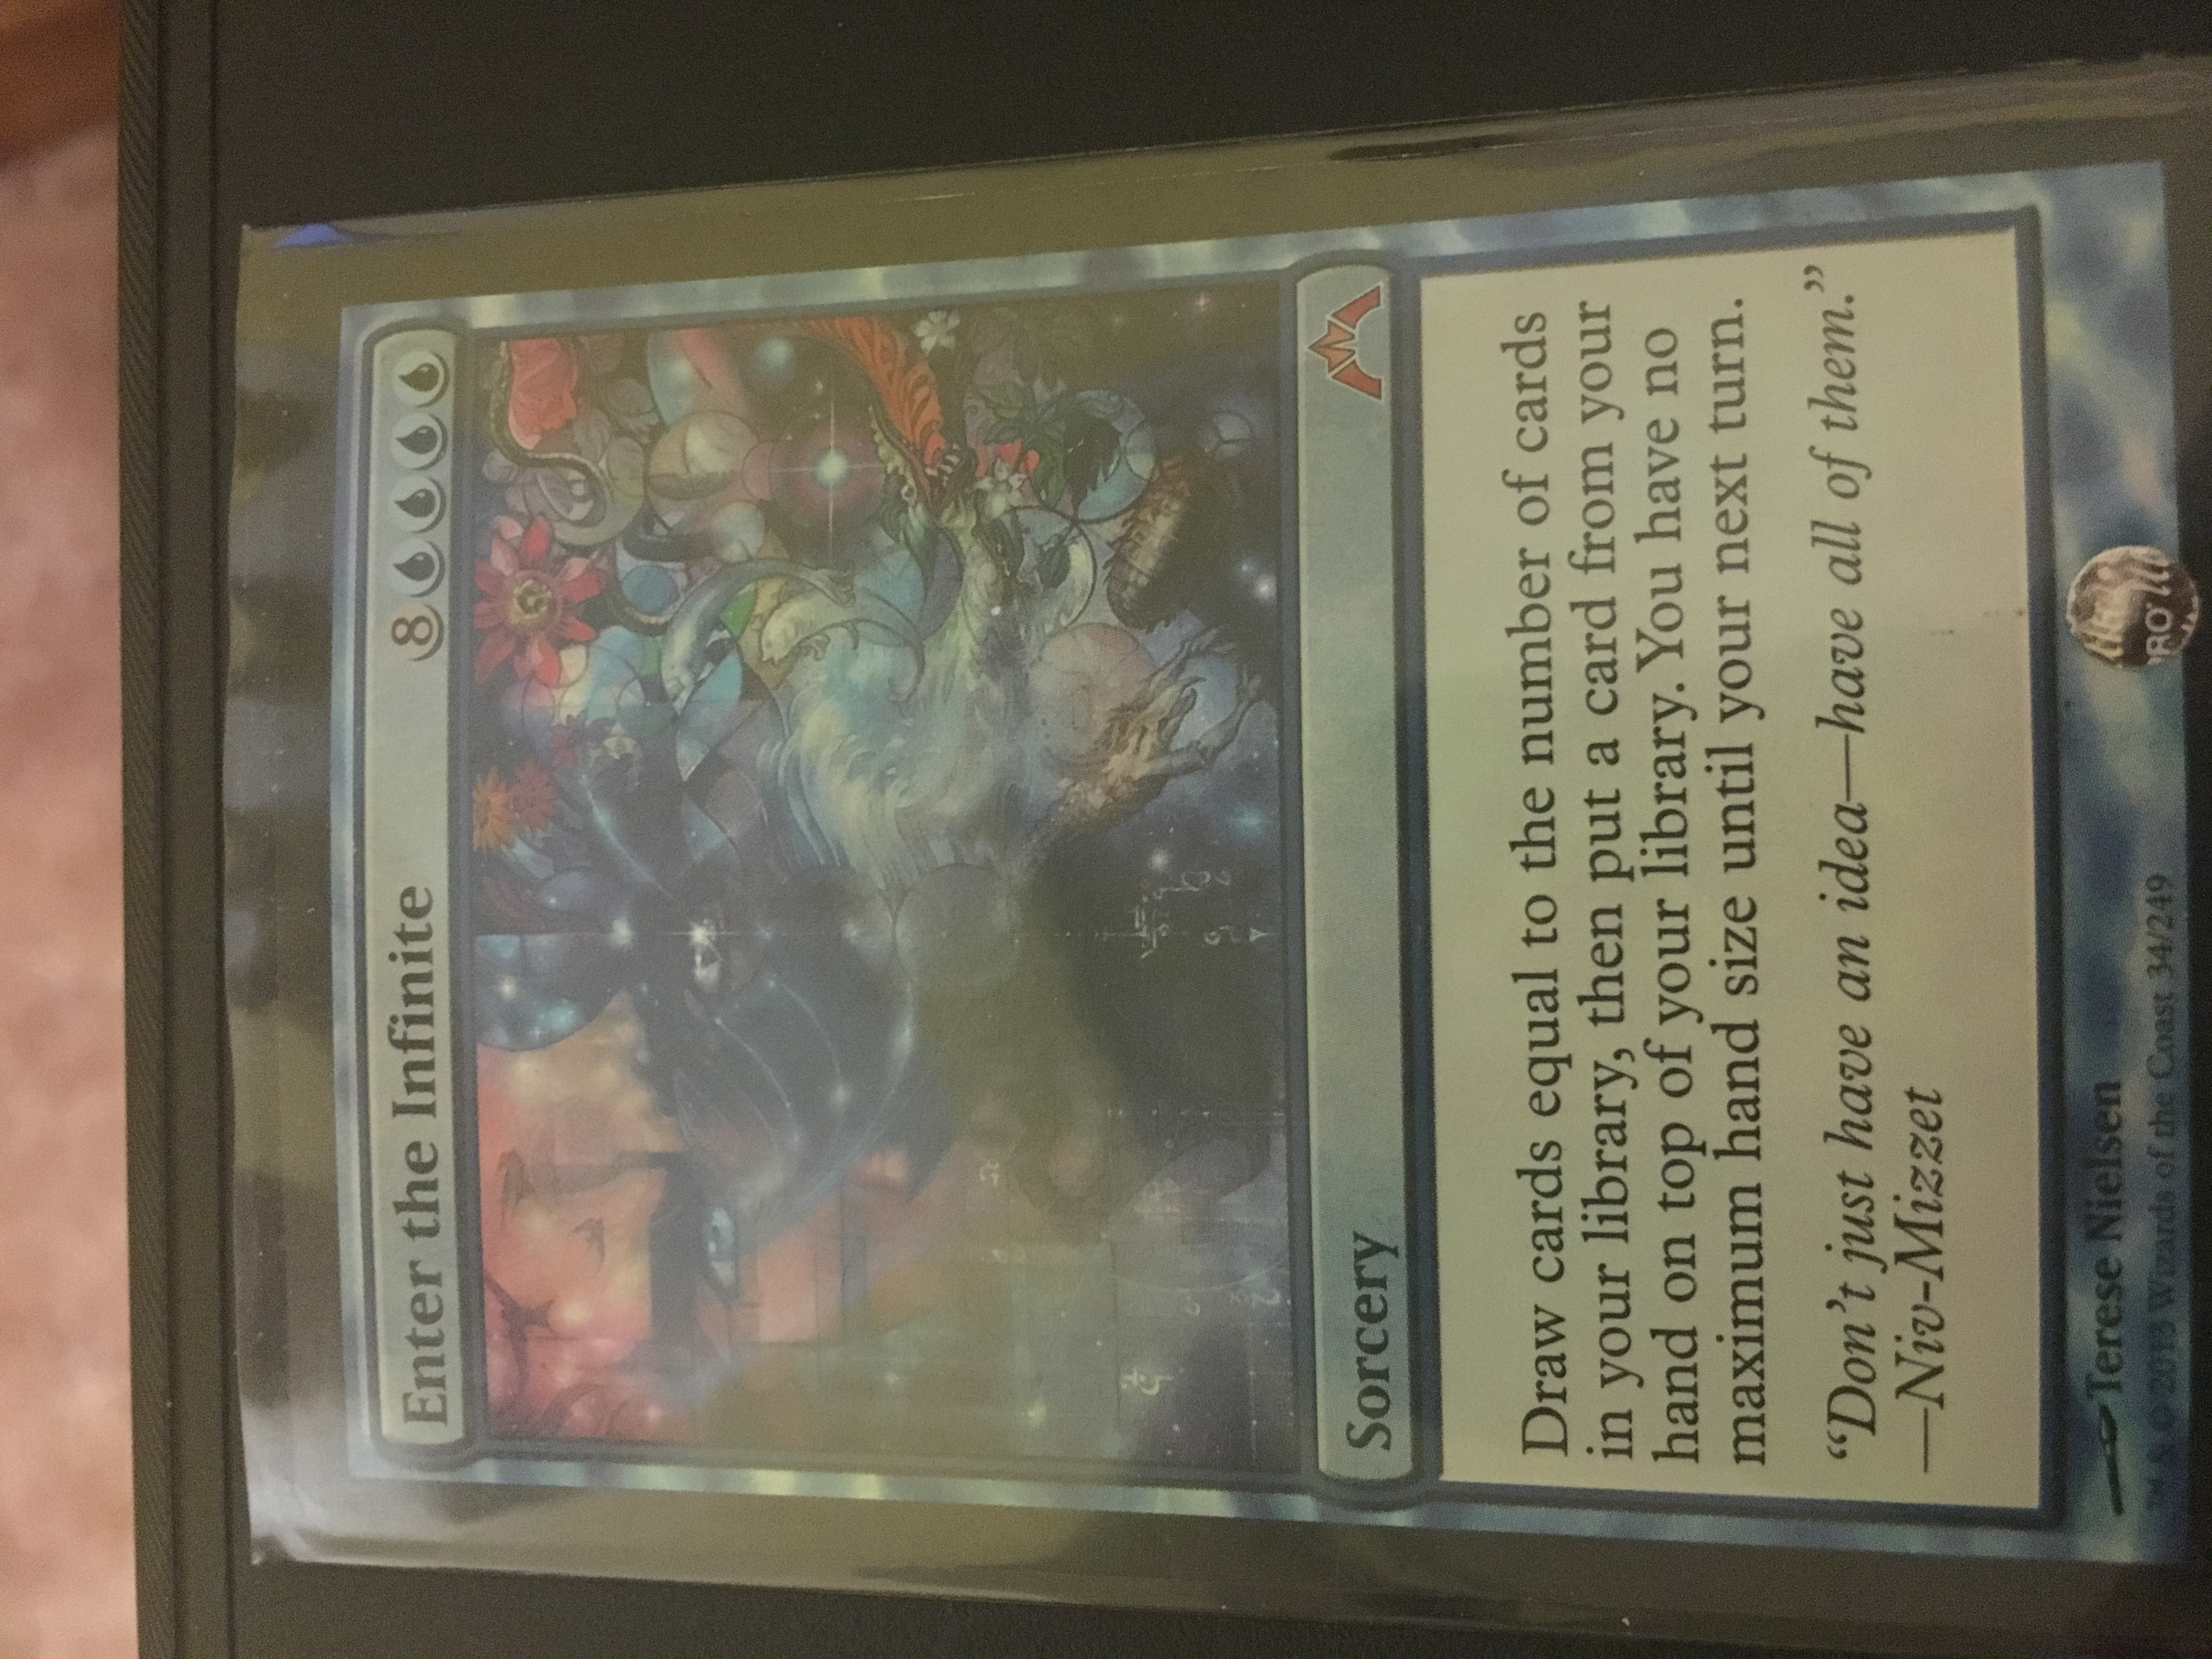 Enter the Infinite 8
Sorcery
Draw cards equal to the number of cards
in your library, then put a card from your
hand on top of your library. You have no
maximum hand size until your next turn.
“Don’t just have an idea—have all of them.”
—Niv-Mizzet
Terese Nielsen
™ & © 2013 Wizards of the Coast 34/249